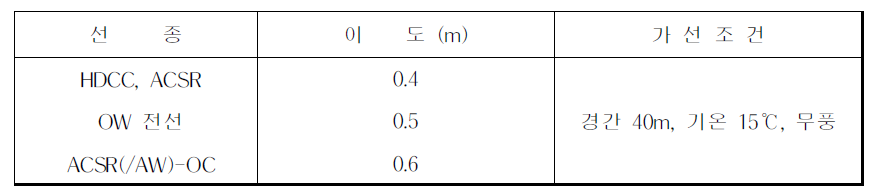 선 종 이 도 (m) 가 선 조 건
HDCC, ACSR 0.4
OW 전선 0.5 경간 40m, 기온 15℃, 무풍
ACSR(/AW)-OC 0.6